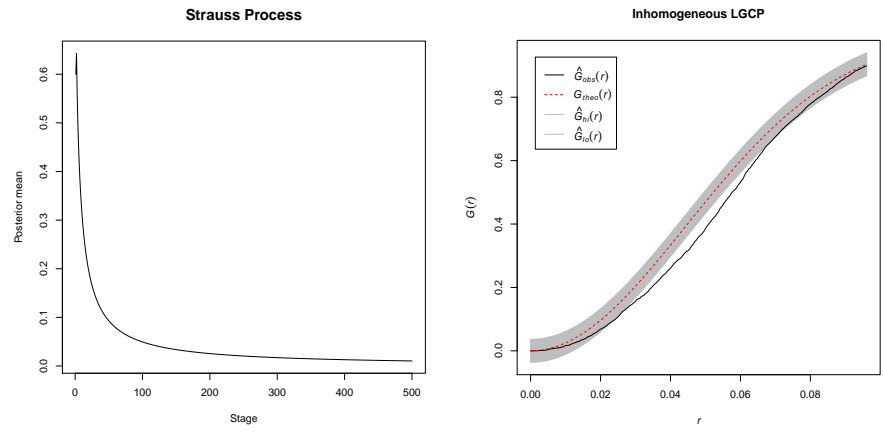 Strauss Process
Posterior mean
0.6
0.5
0.4
0.3
0.2
0.1
0.0
0 100 200 300 400 500
Stage
Inhomogeneous LGCP
G(r)
0.8
0.6
0.4
0.2
0.0
Ĝobs(r)
Gtheo(r)
Ĝhi(r)
Ĝlo(r)
0.00 0.02 0.04 0.06 0.08
r